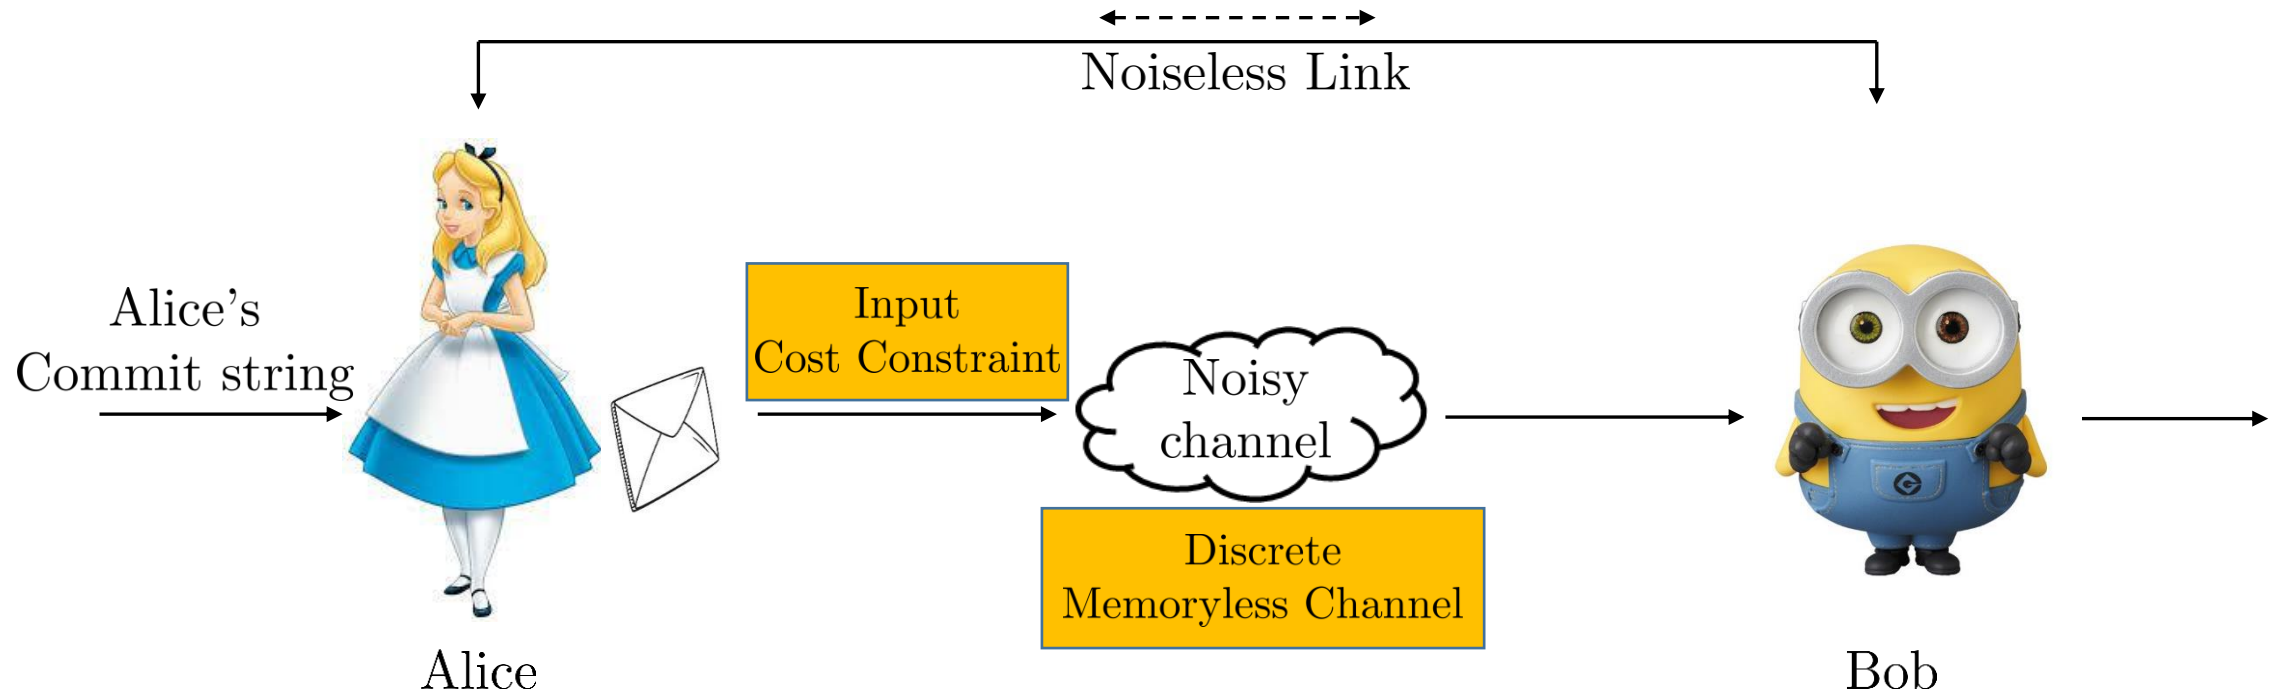 Noiseless Link
Alice's
Commit string
Input
Cost Constraint
Noisy
channel
Discrete
Memoryless Channel
Alice
Bob